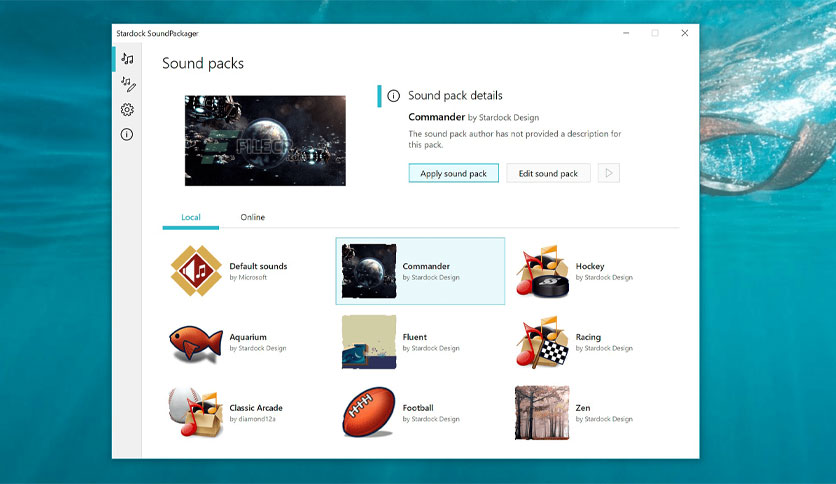 Stardock SoundPackager
Sound packs
Sound pack details
Commander by Stardock Design
The sound pack author has not provided a description for
this pack.
Apply sound pack
Edit sound pack
FILECR
Local
Online
Default sounds
by Microsoft
Commander
by Stardock Design
Hockey
by Stardock Design
Aquarium
by Stardock Design
Fluent
by Stardock Design
Racing
by Stardock Design
Classic Arcade
by diamond12a
Football
by Stardock Design
Zen
by Stardock Design